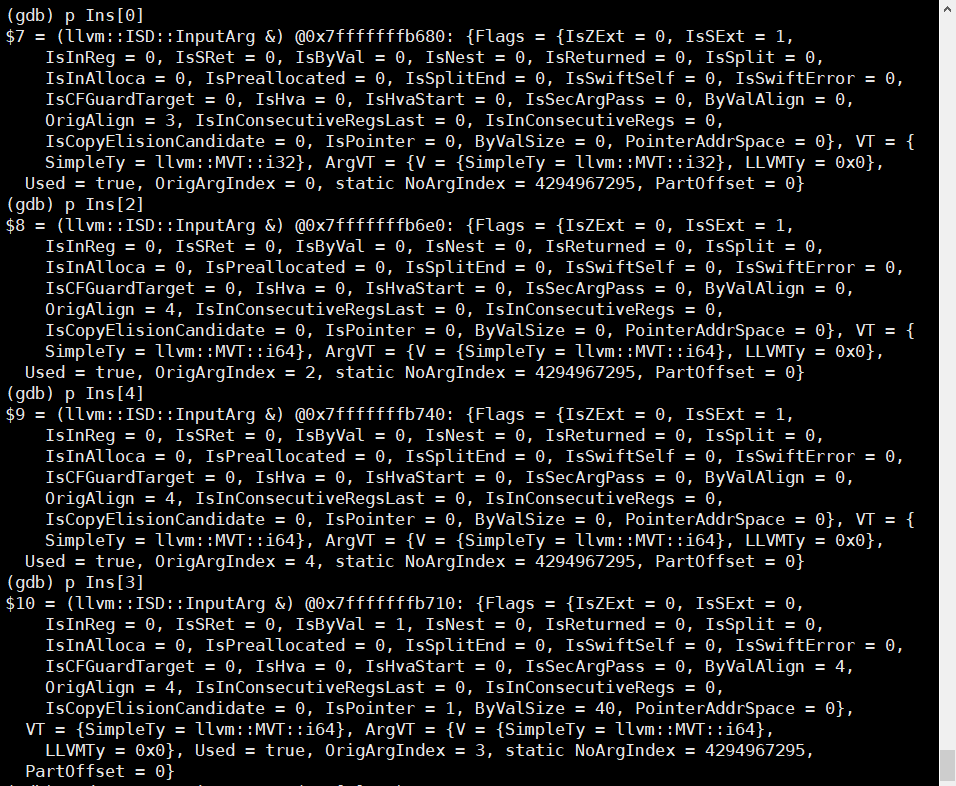 (gdb) p Ins[0]
$7 = (llvm::ISD::InputArg &) @0x7fffffffb680: {Flags = {IsZExt = 0, IsSExt = 1,
IsInReg = 0, IsSRet = 0, IsByVal = 0, IsNest = 0, IsReturned = 0, IsSplit = 0,
IsInAlloca = 0, IsPreallocated = 0, IsSplitEnd = 0, IsSwiftSelf = 0, IsSwiftError = 0,
IsCFGuardTarget = 0, IsHva = 0, IsHvaStart = 0, IsSecArgPass = 0, ByValAlign = 0,
OrigAlign = 3, IsInConsecutiveRegsLast = 0, IsInConsecutiveRegs = 0,
IsCopyElisionCandidate = 0, IsPointer = 0, ByValSize = 0, PointerAddrSpace = 0}, VT = {
SimpleTy = llvm::MVT::i32}, ArgVT = {V = {SimpleTy = llvm::MVT::i32}, LLVMTy = 0x0},
Used = true, OrigArgIndex = 0, static NoArgIndex = 4294967295, PartOffset = 0}
(gdb) p Ins[2]
$8 = (llvm::ISD::InputArg &) @0x7fffffffb6e0: {Flags = {IsZExt = 0, IsSExt = 1,
IsInReg = 0, IsSRet = 0, IsByVal = 0, IsNest = 0, IsReturned = 0, IsSplit = 0,
IsInAlloca = 0, IsPreallocated = 0, IsSplitEnd = 0, IsSwiftSelf = 0, IsSwiftError = 0,
IsCFGuardTarget = 0, IsHva = 0, IsHvaStart = 0, IsSecArgPass = 0, ByValAlign = 0,
OrigAlign = 4, IsInConsecutiveRegsLast = 0, IsInConsecutiveRegs = 0,
IsCopyElisionCandidate = 0, IsPointer = 0, ByValSize = 0, PointerAddrSpace = 0}, VT = {
SimpleTy = llvm::MVT::i64}, ArgVT = {V = {SimpleTy = llvm::MVT::i64}, LLVMTy = 0x0},
Used = true, OrigArgIndex = 2, static NoArgIndex = 4294967295, PartOffset = 0}
(gdb) p Ins[4]
$9 = (llvm::ISD::InputArg &) @0x7fffffffb740: {Flags = {IsZExt = 0, IsSExt = 1,
IsInReg = 0, IsSRet = 0, IsByVal = 0, IsNest = 0, IsReturned = 0, IsSplit = 0,
IsInAlloca = 0, IsPreallocated = 0, IsSplitEnd = 0, IsSwiftSelf = 0, IsSwiftError = 0,
IsCFGuardTarget = 0, IsHva = 0, IsHvaStart = 0, IsSecArgPass = 0, ByValAlign = 0,
OrigAlign = 4, IsInConsecutiveRegsLast = 0, IsInConsecutiveRegs = 0,
IsCopyElisionCandidate = 0, IsPointer = 0, ByValSize = 0, PointerAddrSpace = 0}, VT = {
SimpleTy = llvm::MVT::i64}, ArgVT = {V = {SimpleTy = llvm::MVT::i64}, LLVMTy = 0x0},
Used = true, OrigArgIndex = 4, static NoArgIndex = 4294967295, PartOffset = 0}
(gdb) p Ins[3]
$10 = (llvm::ISD::InputArg &) @0x7fffffffb710: {Flags = {IsZExt = 0, IsSExt = 0,
IsInReg = 0, IsSRet = 0, IsByVal = 1, IsNest = 0, IsReturned = 0, IsSplit = 0,
IsInAlloca = 0, IsPreallocated = 0, IsSplitEnd = 0, IsSwiftSelf = 0, IsSwiftError = 0,
IsCFGuardTarget = 0, IsHva = 0, IsHvaStart = 0, IsSecArgPass = 0, ByValAlign = 4,
OrigAlign = 4, IsInConsecutiveRegsLast = 0, IsInConsecutiveRegs = 0,
IsCopyElisionCandidate = 0, IsPointer = 1, ByValSize = 40, PointerAddrSpace = 0},
VT = {SimpleTy = llvm::MVT::i64}, ArgVT = {V = {SimpleTy = llvm::MVT::i64},
LLVMTy = 0x0}, Used = true, OrigArgIndex = 3, static NoArgIndex = 4294967295,
PartOffset = 0}